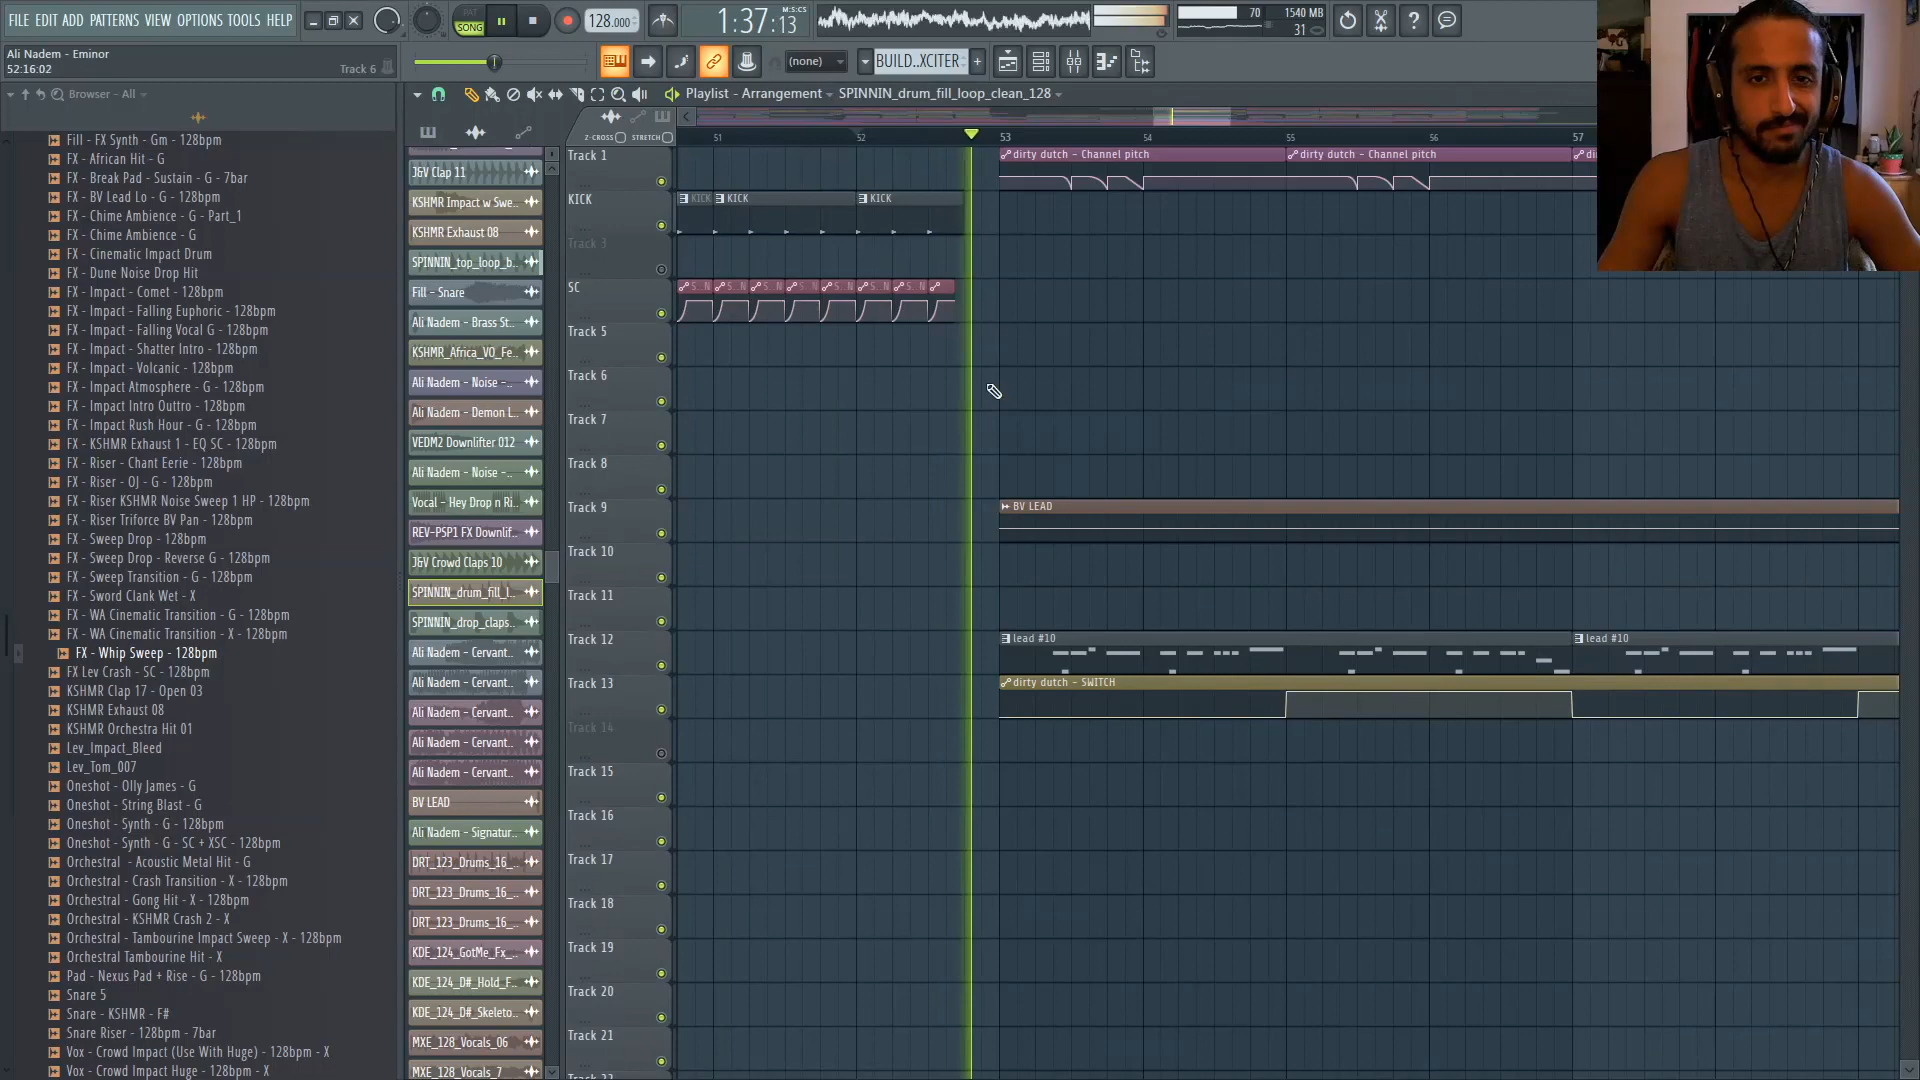 FILE EDIT ADD PATTERNS VIEW OPTIONS TOOLS HELP
PAT
SONG
128.000
1:37:13
M:S:CS
70
1540 MB
31
Ali Nadem - Eminor
52:16:02
Track 6
(none)
BUILD..XCITER
Browser - All
Playlist - Arrangement
SPINNIN_drum_fill_loop_clean_128
Z-CROSS
STRETCH
51
52
53
54
55
56
57
Fill - FX Synth - Gm - 128bpm
FX - African Hit - G
FX - Break Pad - Sustain - G - 7bar
FX - BV Lead Lo - G - 128bpm
FX - Chime Ambience - G - Part_1
FX - Chime Ambience - G
FX - Cinematic Impact Drum
FX - Dune Noise Drop Hit
FX - Impact - Comet - 128bpm
FX - Impact - Falling Euphoric - 128bpm
FX - Impact - Falling Vocal G - 128bpm
FX - Impact - Shatter Intro - 128bpm
FX - Impact - Volcanic - 128bpm
FX - Impact Atmosphere - G - 128bpm
FX - Impact Intro Outtro - 128bpm
FX - Impact Rush Hour - G - 128bpm
FX - KSHMR Exhaust 1 - EQ SC - 128bpm
FX - Riser - Chant Eerie - 128bpm
FX - Riser - OJ - G - 128bpm
FX - Riser KSHMR Noise Sweep 1 HP - 128bpm
FX - Riser Triforce BV Pan - 128bpm
FX - Sweep Drop - 128bpm
FX - Sweep Drop - Reverse G - 128bpm
FX - Sweep Transition - G - 128bpm
FX - Sword Clank Wet - X
FX - WA Cinematic Transition - G - 128bpm
FX - WA Cinematic Transition - X - 128bpm
FX - Whip Sweep - 128bpm
FX Lev Crash - SC - 128bpm
KSHMR Clap 17 - Open 03
KSHMR Exhaust 08
KSHMR Orchestra Hit 01
Lev_Impact_Bleed
Lev_Tom_007
Oneshot - Olly James - G
Oneshot - String Blast - G
Oneshot - Synth - G - 128bpm
Oneshot - Synth - G - SC + XSC - 128bpm
Orchestral - Acoustic Metal Hit - G
Orchestral - Crash Transition - X - 128bpm
Orchestral - Gong Hit - X - 128bpm
Orchestral - KSHMR Crash 2 - X
Orchestral - Tambourine Impact Sweep - X - 128bpm
Orchestral Tambourine Hit - X
Pad - Nexus Pad + Rise - G - 128bpm
Snare 5
Snare - KSHMR - F#
Snare Riser - 128bpm - 7bar
Vox - Crowd Impact (Use With Huge) - 128bpm - X
Vox - Crowd Impact Huge - 128bpm - X
J&V Clap 11
KSHMR Impact w Swe..
KSHMR Exhaust 08
SPINNIN_top_loop_b..
Fill - Snare
Ali Nadem - Brass St..
KSHMR_Africa_VO_Fe..
Ali Nadem - Noise -..
Ali Nadem - Demon L..
VEDM2 Downlifter 012
Ali Nadem - Noise -..
Vocal - Hey Drop n Ri..
REV-PSP1 FX Downlif..
J&V Crowd Claps 10
SPINNIN_drum_fill_l..
SPINNIN_drop_claps..
Ali Nadem - Cervant..
Ali Nadem - Cervant..
Ali Nadem - Cervant..
Ali Nadem - Cervant..
Ali Nadem - Cervant..
BV LEAD
Ali Nadem - Signatur..
DRT_123_Drums_16_..
DRT_123_Drums_16_..
DRT_123_Drums_16_..
KDE_124_GotMe_Fx_..
KDE_124_D#_Hold_F..
KDE_124_D#_Skeleto..
MXE_128_Vocals_06
MXE_128_Vocals_7
Track 1
dirty dutch - Channel pitch
dirty dutch - Channel pitch
KICK
KICK
KICK
KICK
Track 3
SC
Track 5
Track 6
Track 7
Track 8
Track 9
BV LEAD
Track 10
Track 11
Track 12
lead #10
lead #10
Track 13
dirty dutch - SWITCH
Track 14
Track 15
Track 16
Track 17
Track 18
Track 19
Track 20
Track 21